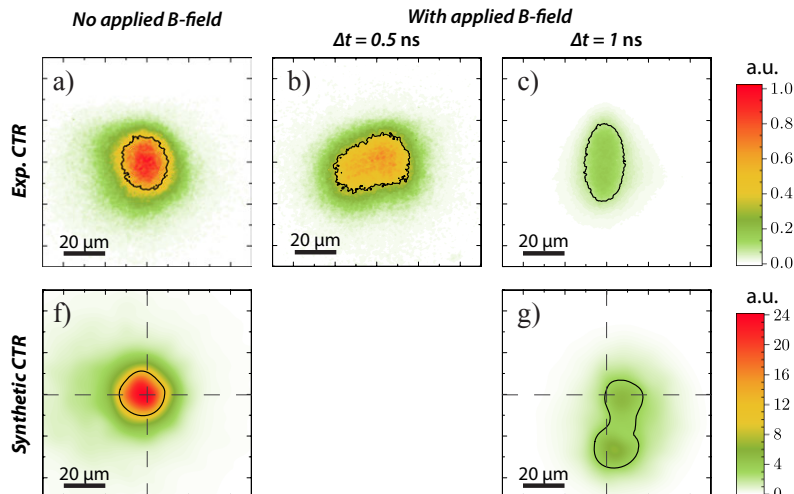 No applied B-field
With applied B-field
Δt = 0.5 ns
Δt = 1 ns
Exp. CTR
a)
20 μm
b)
20 μm
c)
20 μm
a.u.
1.0
0.8
0.6
0.4
0.2
0.0
Synthetic CTR
f)
20 μm
g)
20 μm
a.u.
24
20
16
12
8
4
0